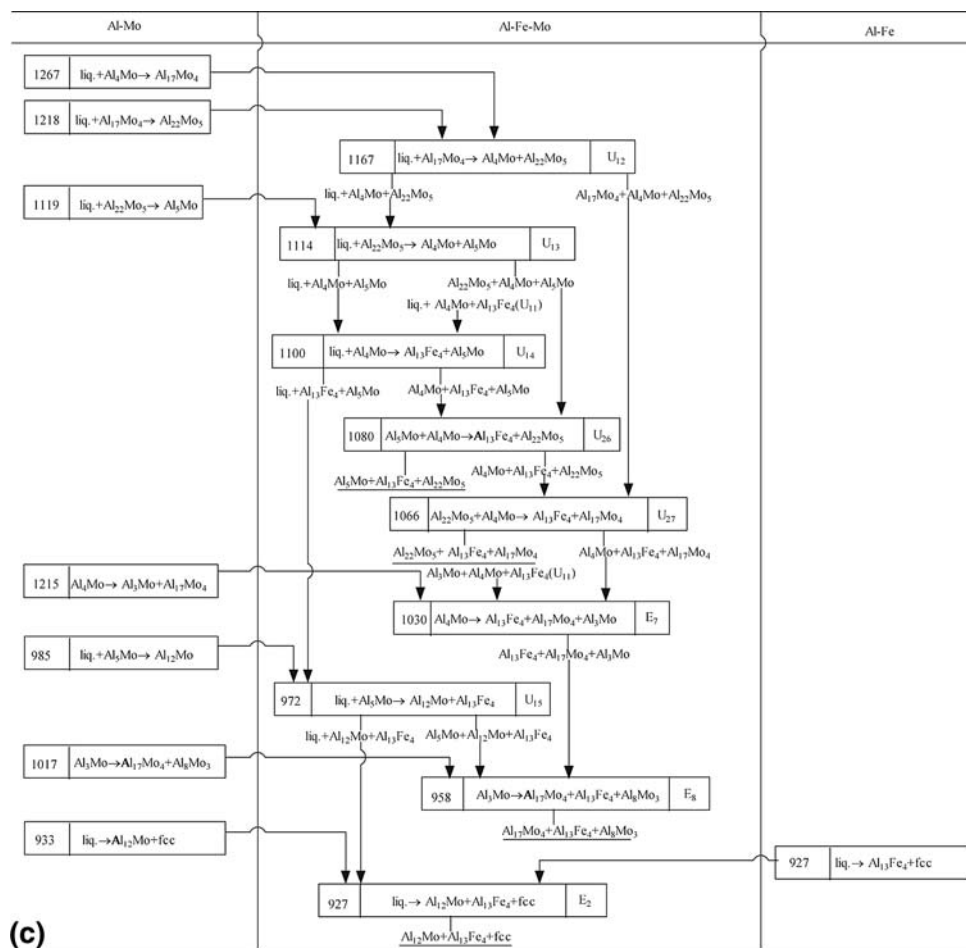 Al-Mo Al-Fe-Mo Al-Fe
1267 liq.+Al₄Mo→ Al₁₇Mo₄
1218 liq.+Al₁₇Mo₄→ Al₂₂Mo₅
1167 liq.+Al₁₇Mo₄→ Al₄Mo+Al₂₂Mo₅ U₁₂
liq.+Al₄Mo+Al₂₂Mo₅ Al₁₇Mo₄+Al₄Mo+Al₂₂Mo₅
1119 liq.+Al₂₂Mo₅→ Al₅Mo
1114 liq.+Al₂₂Mo₅→ Al₄Mo+Al₅Mo U₁₃
liq.+Al₄Mo+Al₅Mo Al₂₂Mo₅+Al₄Mo+Al₅Mo
liq.+ Al₄Mo+Al₁₃Fe₄(U₁₁)
1100 liq.+Al₄Mo→ Al₁₃Fe₄+Al₅Mo U₁₄
liq.+Al₁₃Fe₄+Al₅Mo Al₄Mo+Al₁₃Fe₄+Al₅Mo
1080 Al₅Mo+Al₄Mo→Al₁₃Fe₄+Al₂₂Mo₅ U₂₆
Al₅Mo+Al₁₃Fe₄+Al₂₂Mo₅ Al₄Mo+Al₁₃Fe₄+Al₂₂Mo₅
1066 Al₂₂Mo₅+Al₄Mo→ Al₁₃Fe₄+Al₁₇Mo₄ U₂₇
Al₂₂Mo₅+ Al₁₃Fe₄+Al₁₇Mo₄ Al₄Mo+Al₁₃Fe₄+Al₁₇Mo₄
Al₃Mo+Al₄Mo+Al₁₃Fe₄(U₁₁)
1215 Al₄Mo→ Al₃Mo+Al₁₇Mo₄
1030 Al₄Mo→ Al₁₃Fe₄+Al₁₇Mo₄+Al₃Mo E₇
985 liq.+Al₅Mo→ Al₁₂Mo
Al₁₃Fe₄+Al₁₇Mo₄+Al₃Mo
972 liq.+Al₅Mo→ Al₁₂Mo+Al₁₃Fe₄ U₁₅
liq.+Al₁₂Mo+Al₁₃Fe₄ Al₅Mo+Al₁₂Mo+Al₁₃Fe₄
1017 Al₃Mo→Al₁₇Mo₄+Al₈Mo₃
958 Al₃Mo→Al₁₇Mo₄+Al₁₃Fe₄+Al₈Mo₃ E₈
Al₁₇Mo₄+Al₁₃Fe₄+Al₈Mo₃
933 liq.→Al₁₂Mo+fcc
927 liq.→ Al₁₃Fe₄+fcc
927 liq.→ Al₁₂Mo+Al₁₃Fe₄+fcc E₂
Al₁₂Mo+Al₁₃Fe₄+fcc
(c)